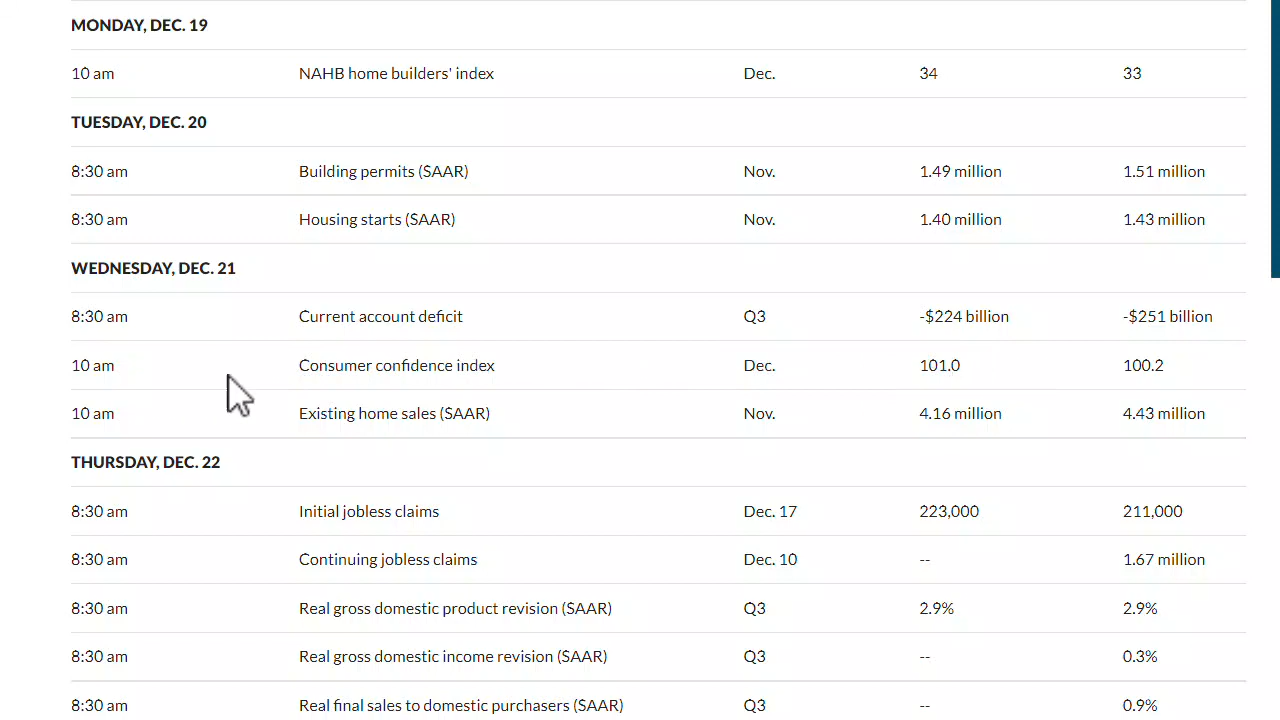 MONDAY, DEC. 19
10 am NAHB home builders' index Dec. 34 33
TUESDAY, DEC. 20
8:30 am Building permits (SAAR) Nov. 1.49 million 1.51 million
8:30 am Housing starts (SAAR) Nov. 1.40 million 1.43 million
WEDNESDAY, DEC. 21
8:30 am Current account deficit Q3 -$224 billion -$251 billion
10 am Consumer confidence index Dec. 101.0 100.2
10 am Existing home sales (SAAR) Nov. 4.16 million 4.43 million
THURSDAY, DEC. 22
8:30 am Initial jobless claims Dec. 17 223,000 211,000
8:30 am Continuing jobless claims Dec. 10 -- 1.67 million
8:30 am Real gross domestic product revision (SAAR) Q3 2.9% 2.9%
8:30 am Real gross domestic income revision (SAAR) Q3 -- 0.3%
8:30 am Real final sales to domestic purchasers (SAAR) Q3 -- 0.9%